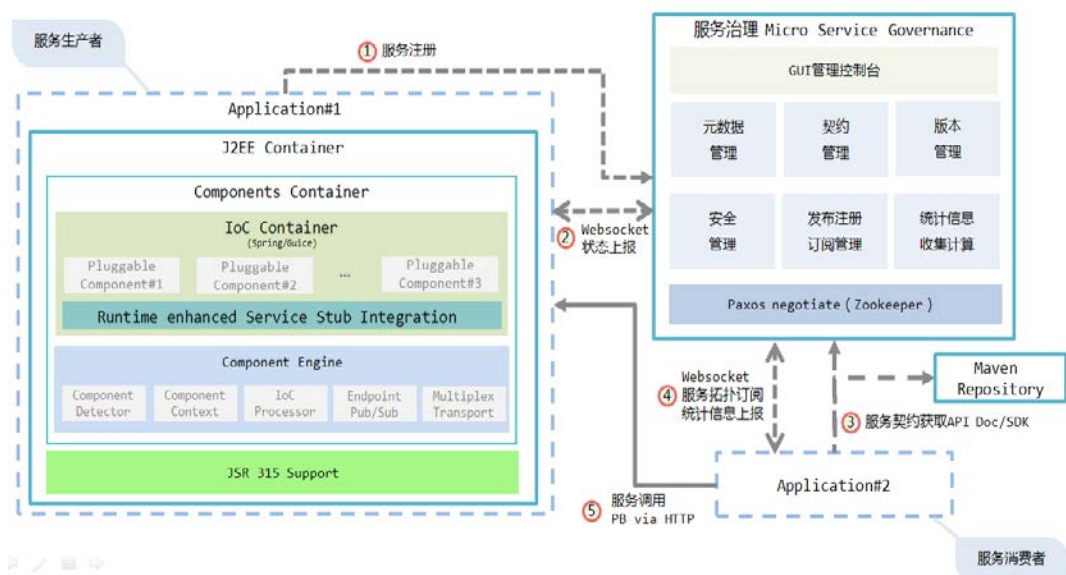 服务生产者
① 服务注册
Application#1
J2EE Container
Components Container
IoC Container
(Spring/Guice)
Pluggable
Component#1
Pluggable
Component#2
...
Pluggable
Component#3
Runtime enhanced Service Stub Integration
Component Engine
Component
Detector
Component
Context
IoC
Processor
Endpoint
Pub/Sub
Multiplex
Transport
JSR 315 Support
② Websocket
状态上报
服务治理 Micro Service Governance
GUI管理控制台
元数据
管理
契约
管理
版本
管理
安全
管理
发布注册
订阅管理
统计信息
收集计算
Paxos negotiate（Zookeeper）
Websocket
④ 服务拓扑订阅
统计信息上报
Maven
Repository
③ 服务契约获取API Doc/SDK
Application#2
⑤ 服务调用
PB via HTTP
服务消费者